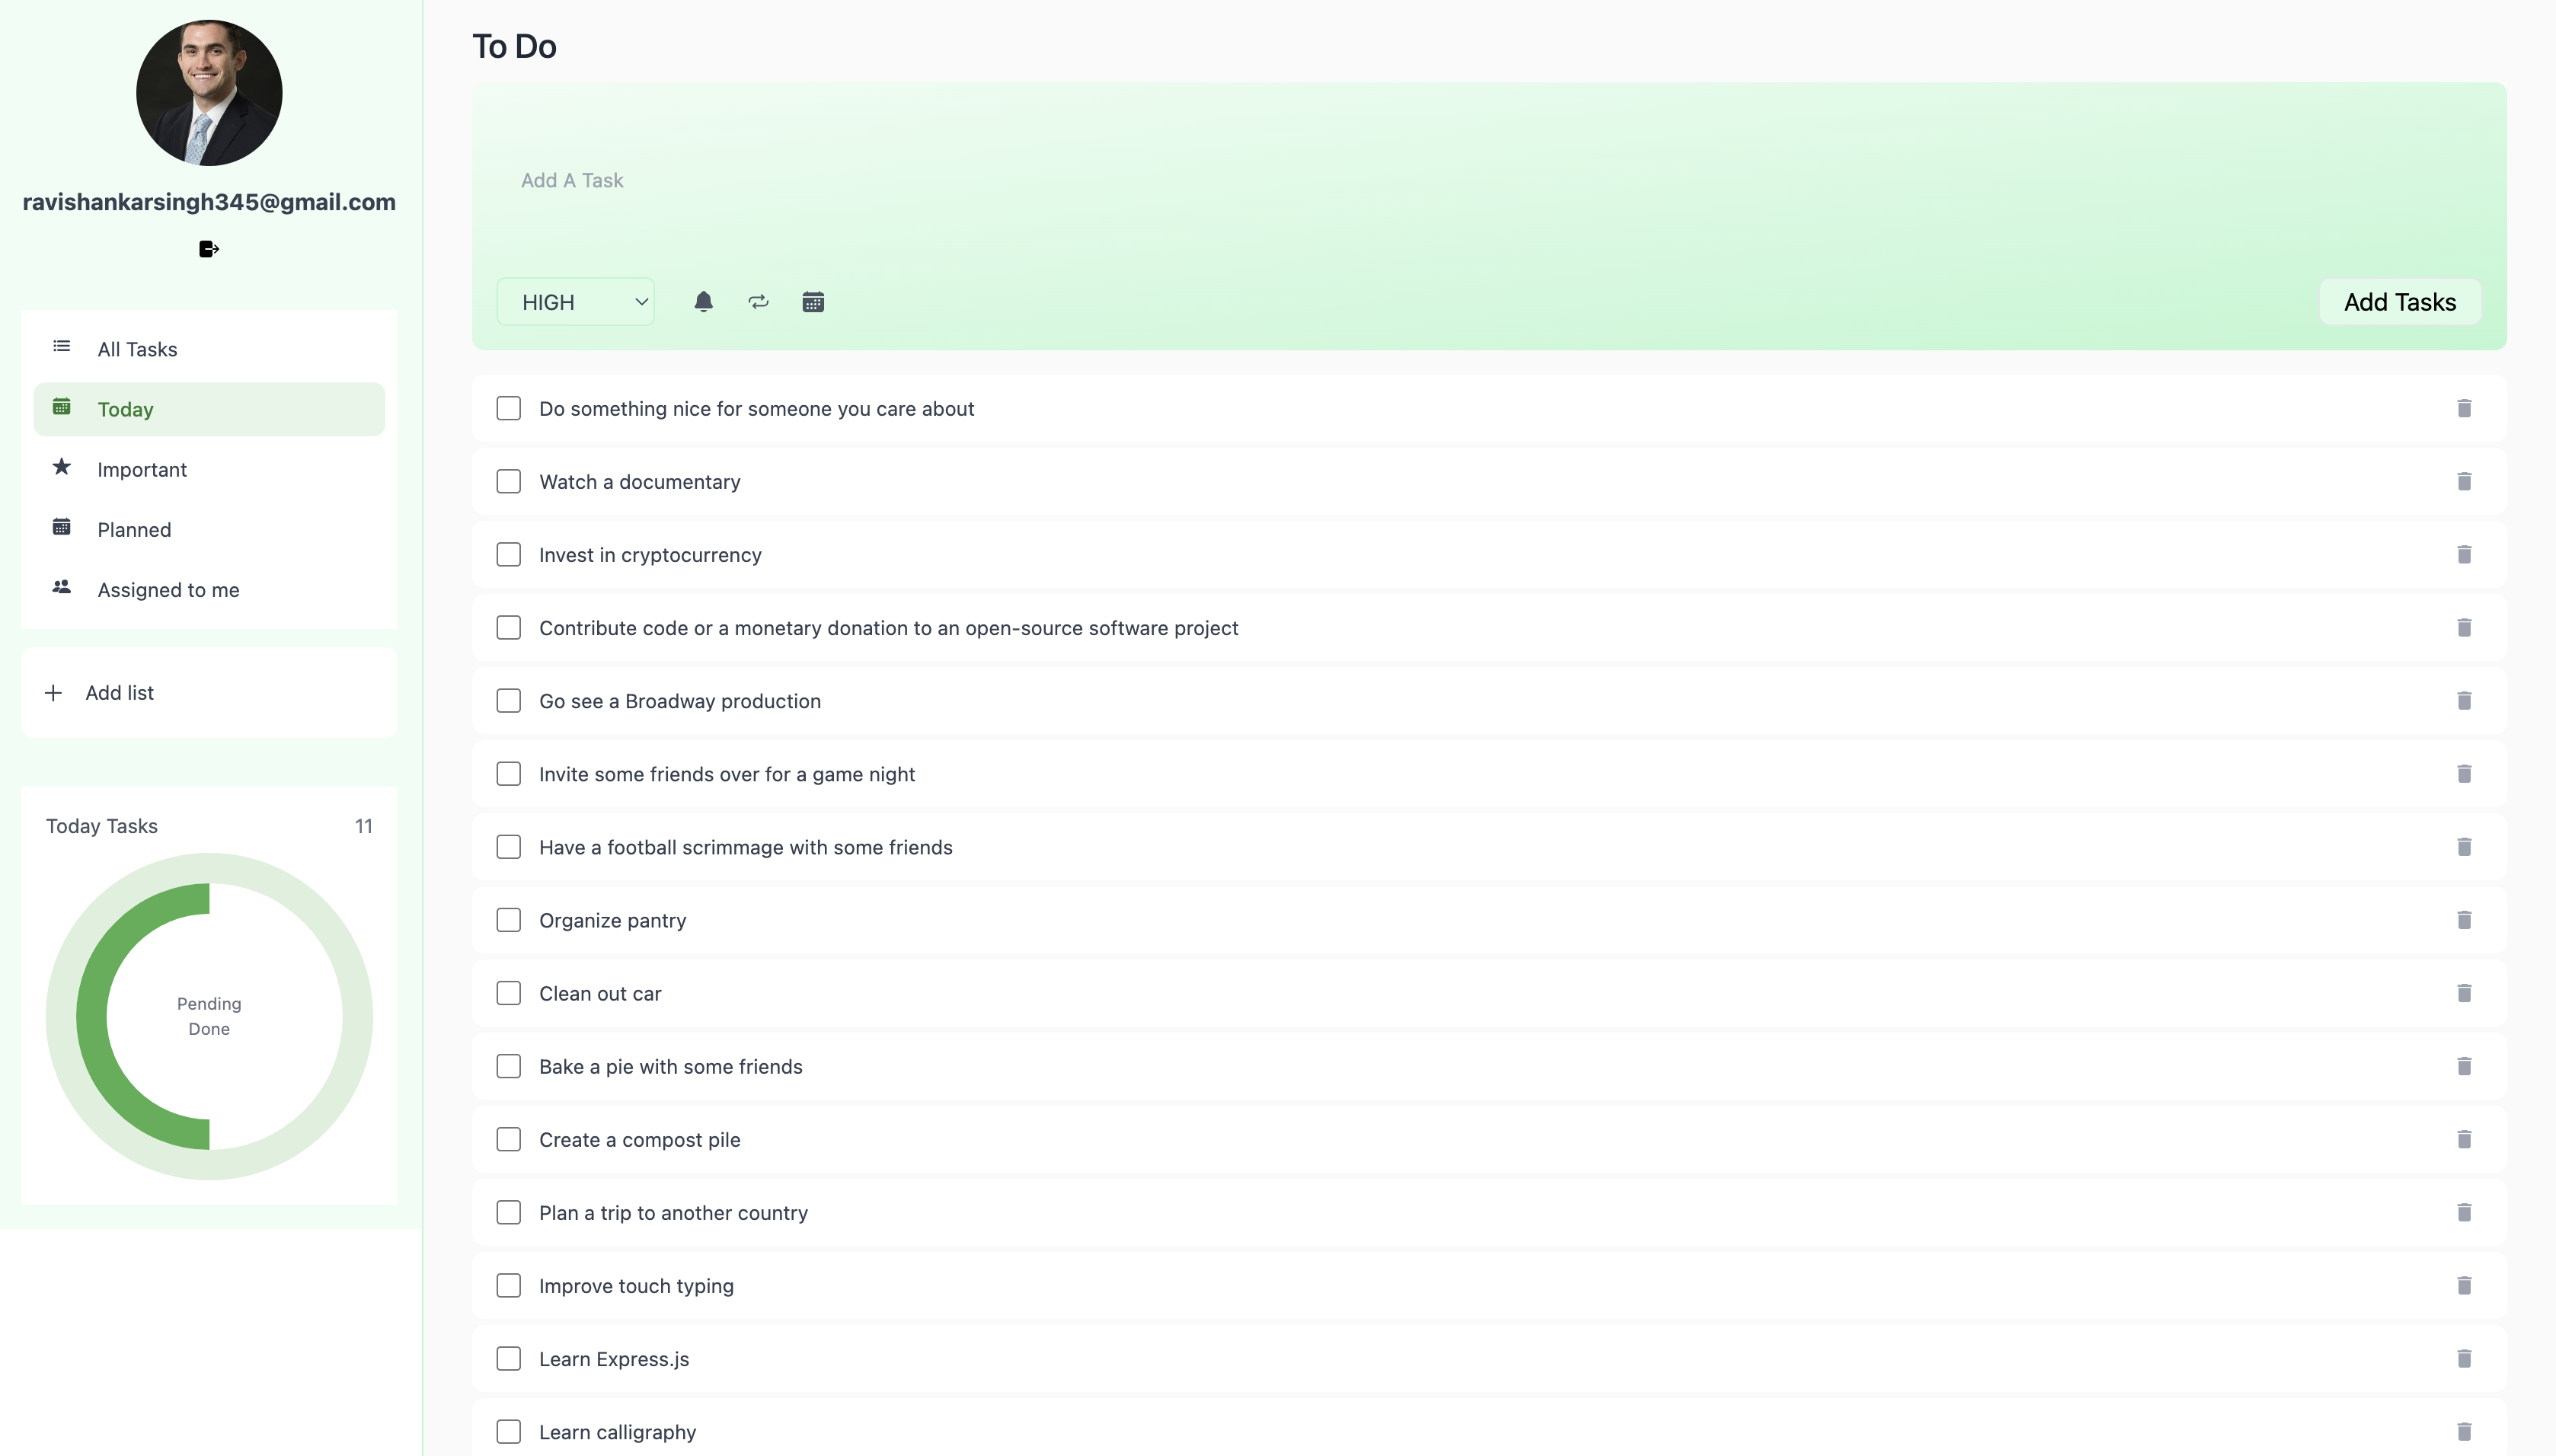 ravishankarsingh345@gmail.com
All Tasks
Today
Important
Planned
Assigned to me
Add list
Today Tasks 11
Pending
Done
To Do
Add A Task
HIGH
Add Tasks
Do something nice for someone you care about
Watch a documentary
Invest in cryptocurrency
Contribute code or a monetary donation to an open-source software project
Go see a Broadway production
Invite some friends over for a game night
Have a football scrimmage with some friends
Organize pantry
Clean out car
Bake a pie with some friends
Create a compost pile
Plan a trip to another country
Improve touch typing
Learn Express.js
Learn calligraphy